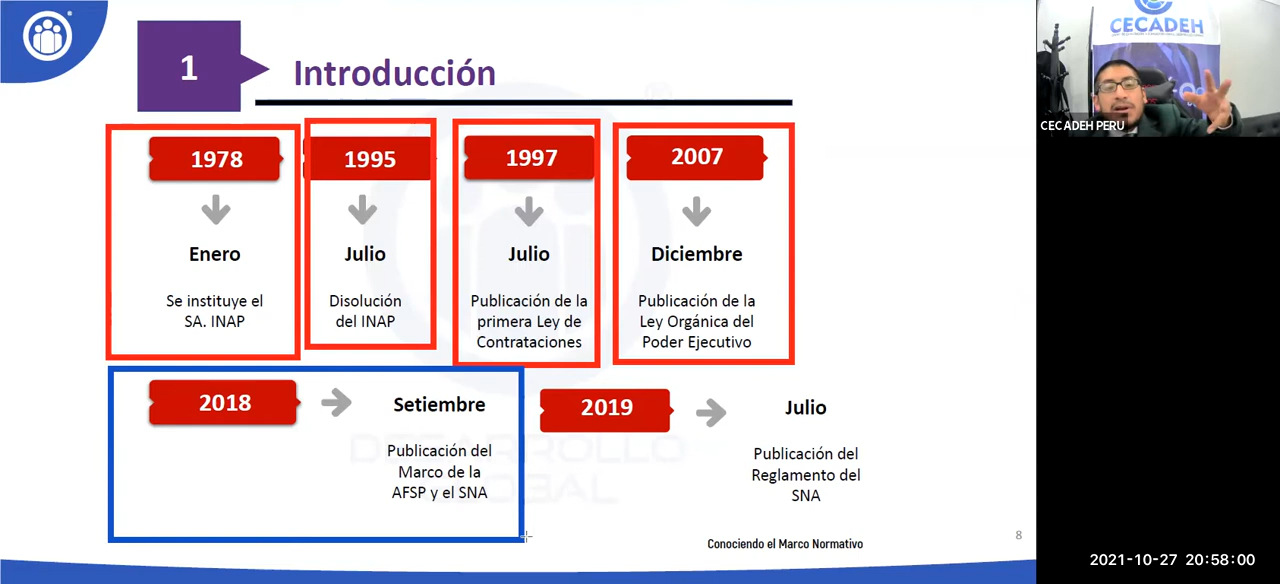 1
Introducción
1978
Enero
Se instituye el
SA. INAP
1995
Julio
Disolución
del INAP
1997
Julio
Publicación de la
primera Ley de
Contrataciones
2007
Diciembre
Publicación de la
Ley Orgánica del
Poder Ejecutivo
2018
Setiembre
Publicación del
Marco de la
AFSP y el SNA
2019
Julio
Publicación del
Reglamento del
SNA
DESARROLLO
GLOBAL
Conociendo el Marco Normativo
8
CECADEH
CECADEH PERU
2021-10-27 20:58:00